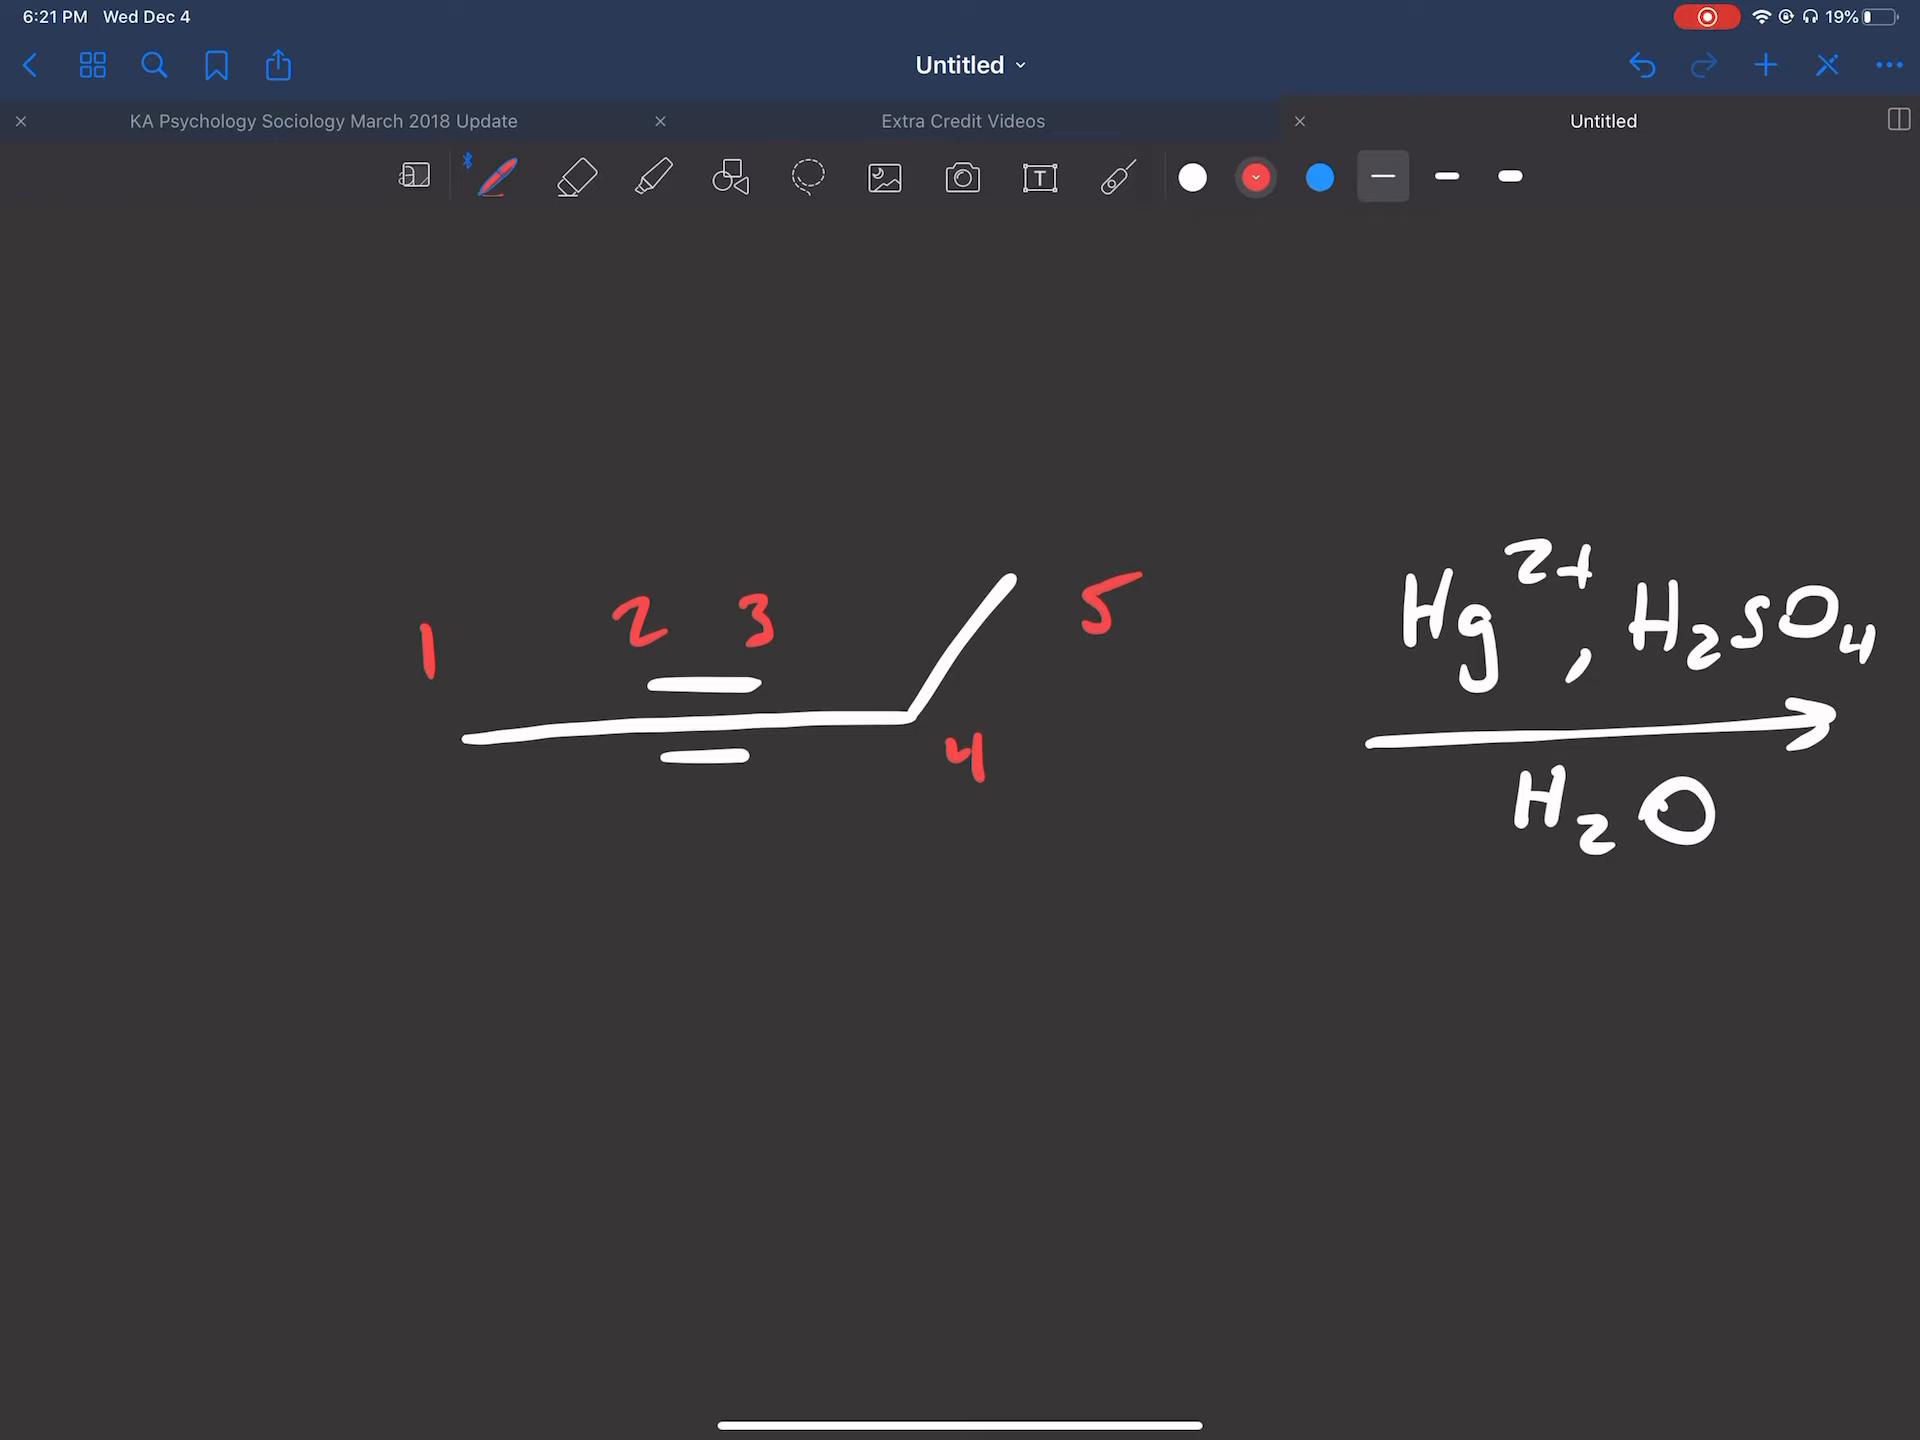 6:21 PM Wed Dec 4
19%
Untitled
KA Psychology Sociology March 2018 Update
Extra Credit Videos
Untitled
T
1 2 3 4 5
Hg²⁺, H₂SO₄
H₂O